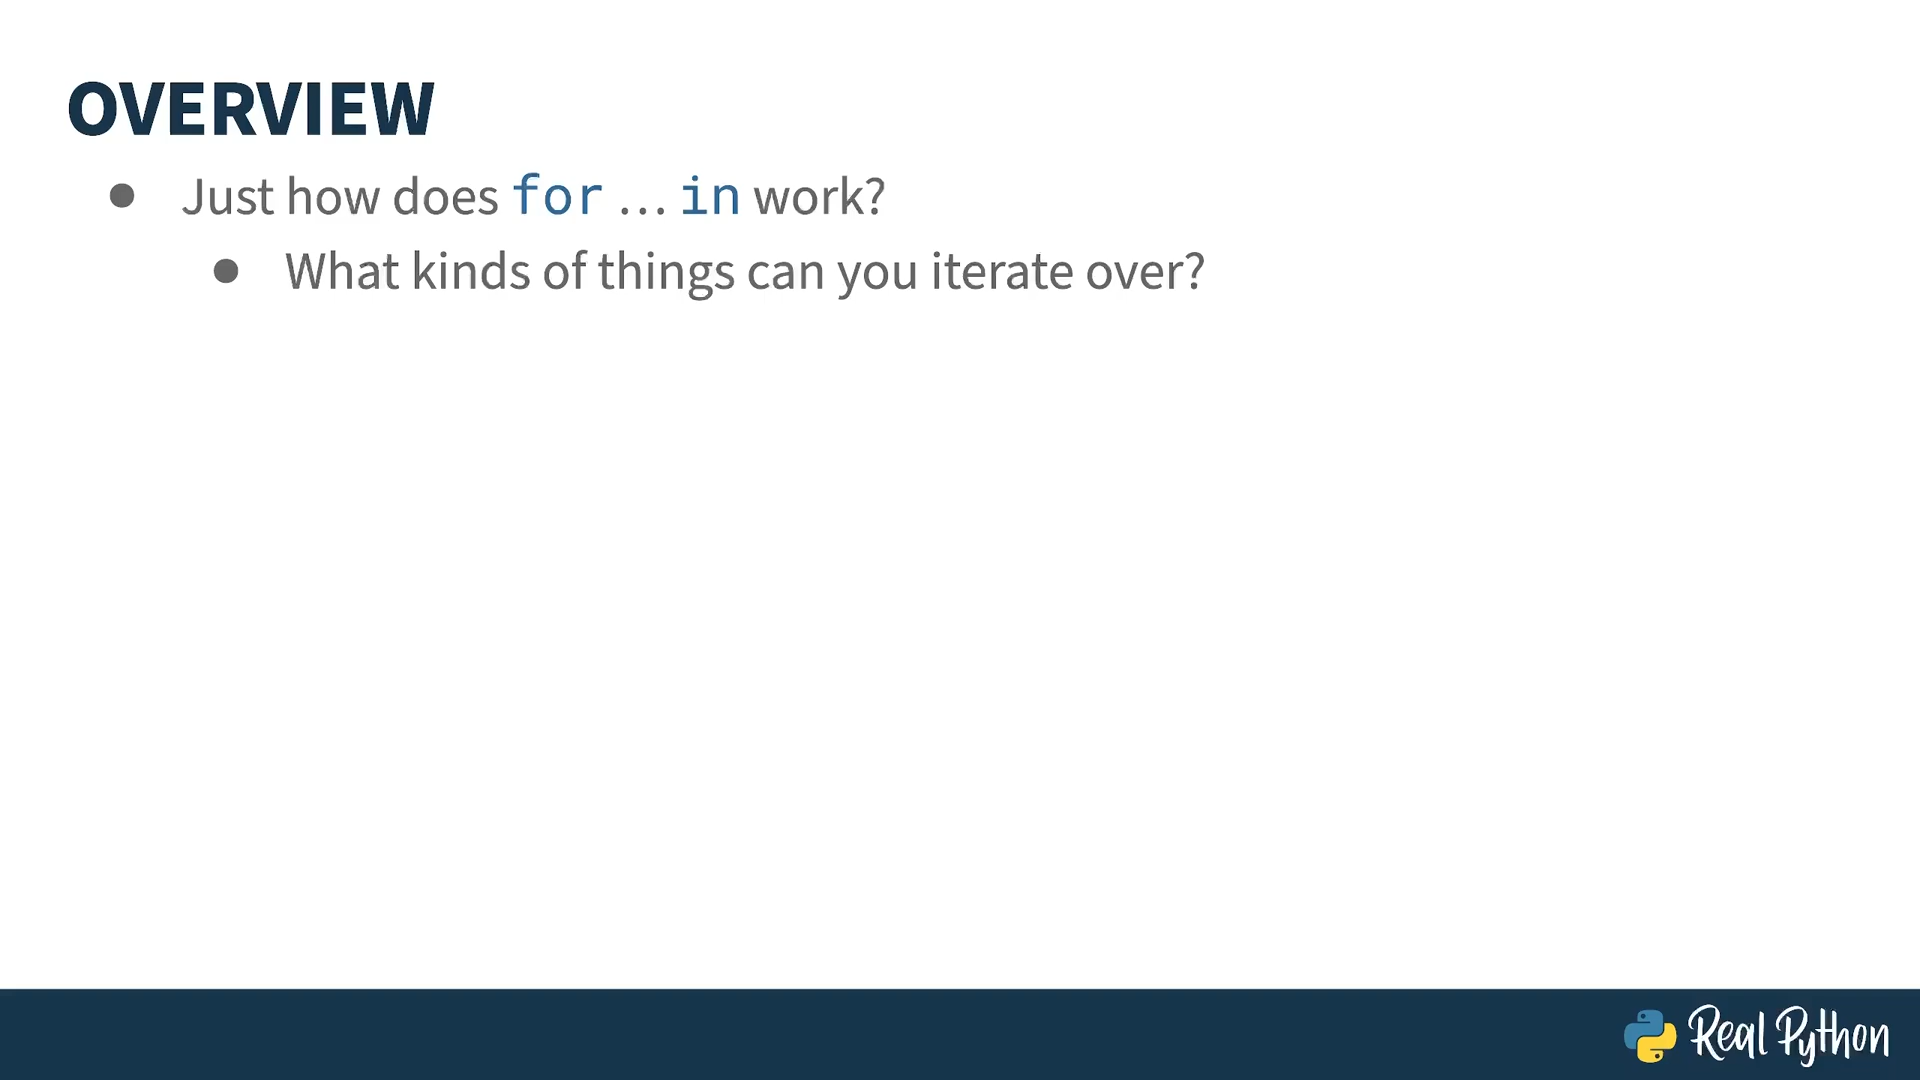 OVERVIEW
● Just how does for … in work?
● What kinds of things can you iterate over?
Real Python